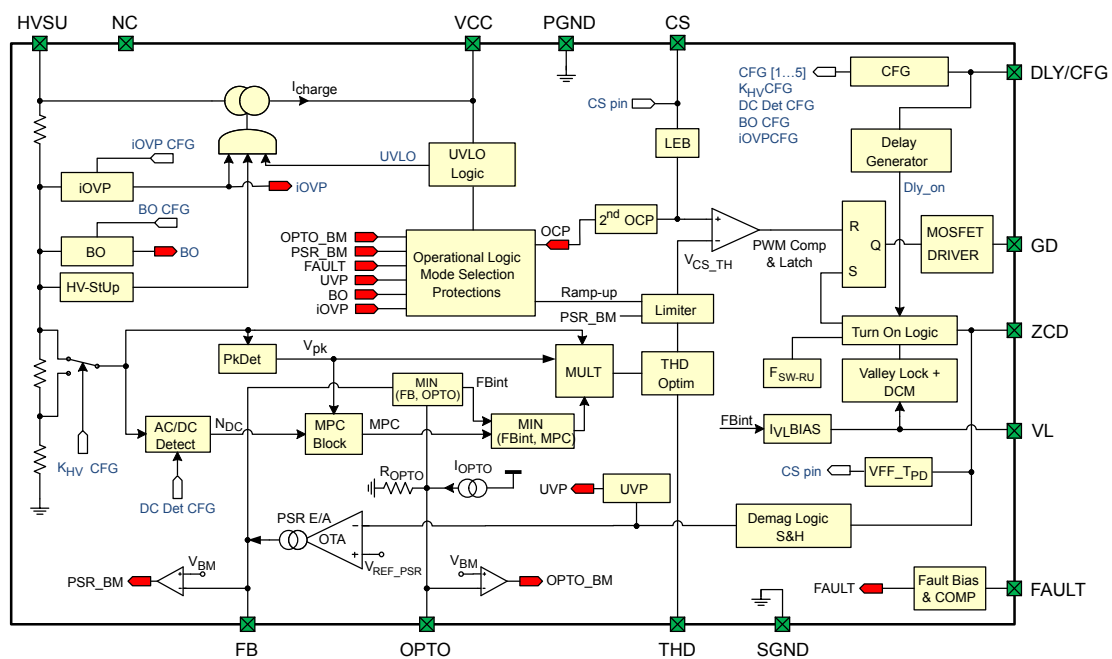 HVSU NC VCC PGND CS
DLY/CFG
CFG [1...5]
CFG
KHVCFG
DC Det CFG
BO CFG
iOVPCFG
Icharge
CS pin
LEB
Delay
Generator
Dly_on
iOVP CFG
iOVP
iOVP
UVLO
UVLO
Logic
BO CFG
BO
BO
HV-StUp
OPTO_BM
PSR_BM
FAULT
UVP
BO
iOVP
Operational Logic
Mode Selection
Protections
OCP
2nd OCP
+
−
VCS_TH
PWM Comp
& Latch
R
Q
S
MOSFET
DRIVER
GD
Ramp-up
PSR_BM
Limiter
Turn On Logic
ZCD
FSW-RU
Valley Lock +
DCM
PkDet
Vpk
MULT
THD
Optim
MIN
(FB, OPTO)
FBint
AC/DC
Detect
NDC
MPC
Block
MPC
MIN
(FBint, MPC)
FBint
IVLBIAS
VL
KHV CFG
DC Det CFG
ROPTO
IOPTO
UVP
UVP
CS pin
VFF_TPD
PSR E/A
OTA
−
+
VREF_PSR
Demag Logic
S&H
PSR_BM
VBM
+
−
VBM
+
−
OPTO_BM
FAULT
Fault Bias
& COMP
FAULT
FB OPTO THD SGND